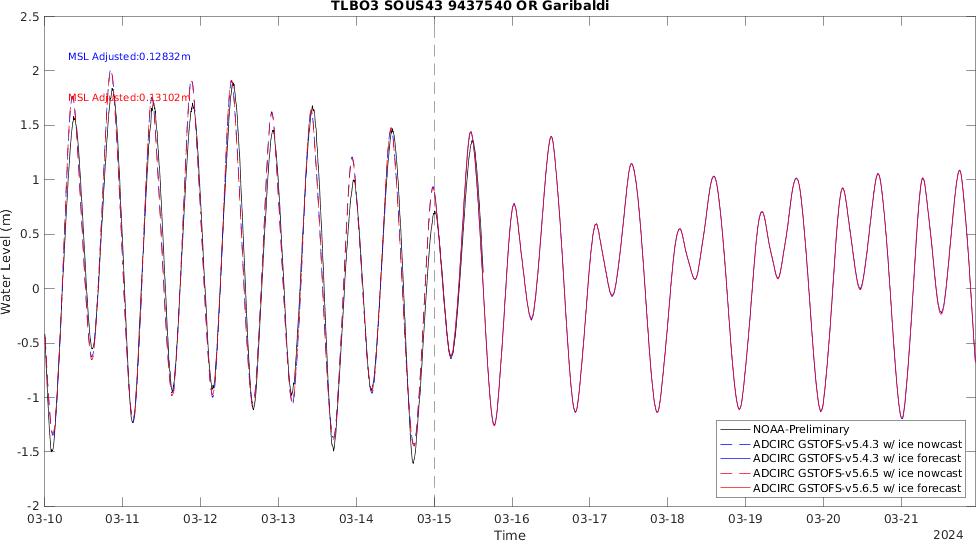 TLBO3 SOUS43 9437540 OR Garibaldi
2.5
2
1.5
1
0.5
0
-0.5
-1
-1.5
-2
Water Level (m)
MSL Adjusted:0.12832m
MSL Adjusted:0.13102m
NOAA-Preliminary
ADCIRC GSTOFS-v5.4.3 w/ ice nowcast
ADCIRC GSTOFS-v5.4.3 w/ ice forecast
ADCIRC GSTOFS-v5.6.5 w/ ice nowcast
ADCIRC GSTOFS-v5.6.5 w/ ice forecast
03-10 03-11 03-12 03-13 03-14 03-15 03-16 03-17 03-18 03-19 03-20 03-21
Time
2024